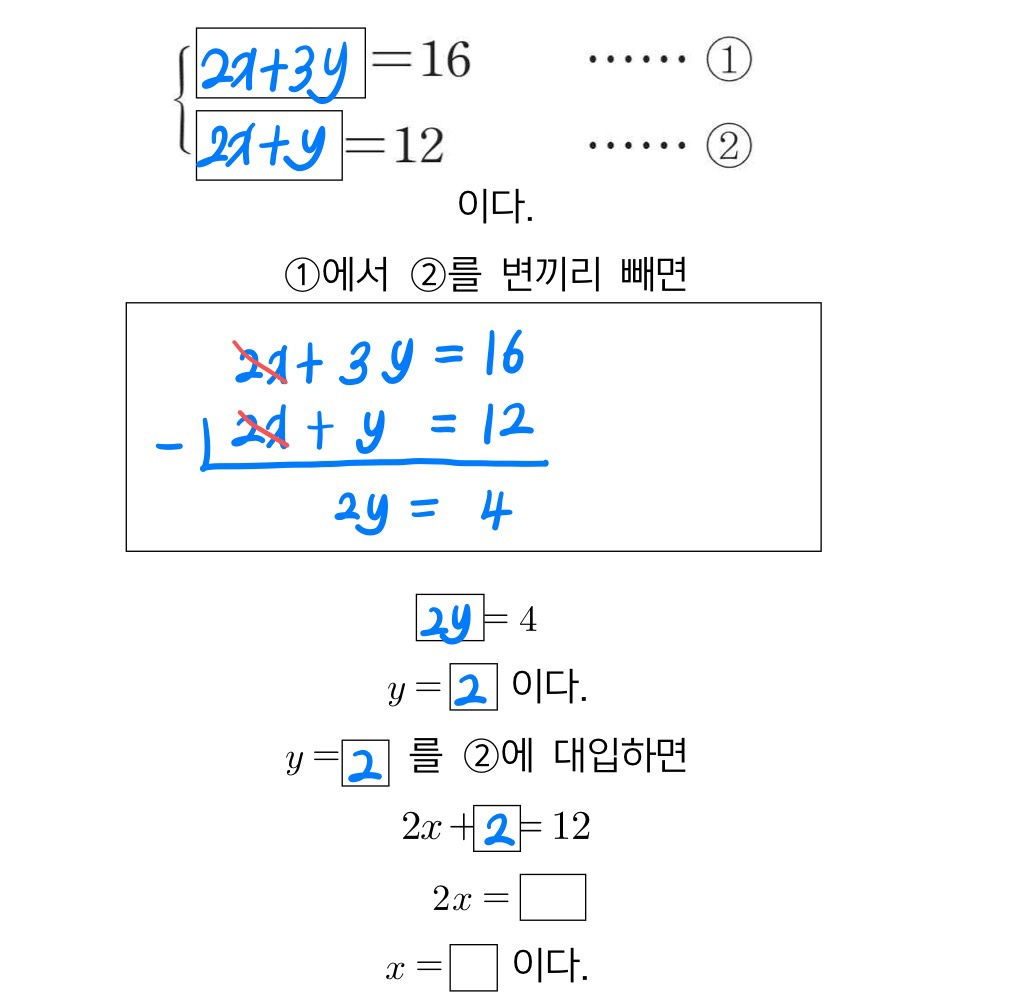 2x+3y=16 ⋯⋯ ①
2x+y=12 ⋯⋯ ②
이다.
①에서 ②를 변끼리 빼면
2x+3y=16
-) 2x+y=12
2y=4
2y=4
y=2 이다.
y=2 를 ②에 대입하면
2x+2=12
2x=
x= 이다.